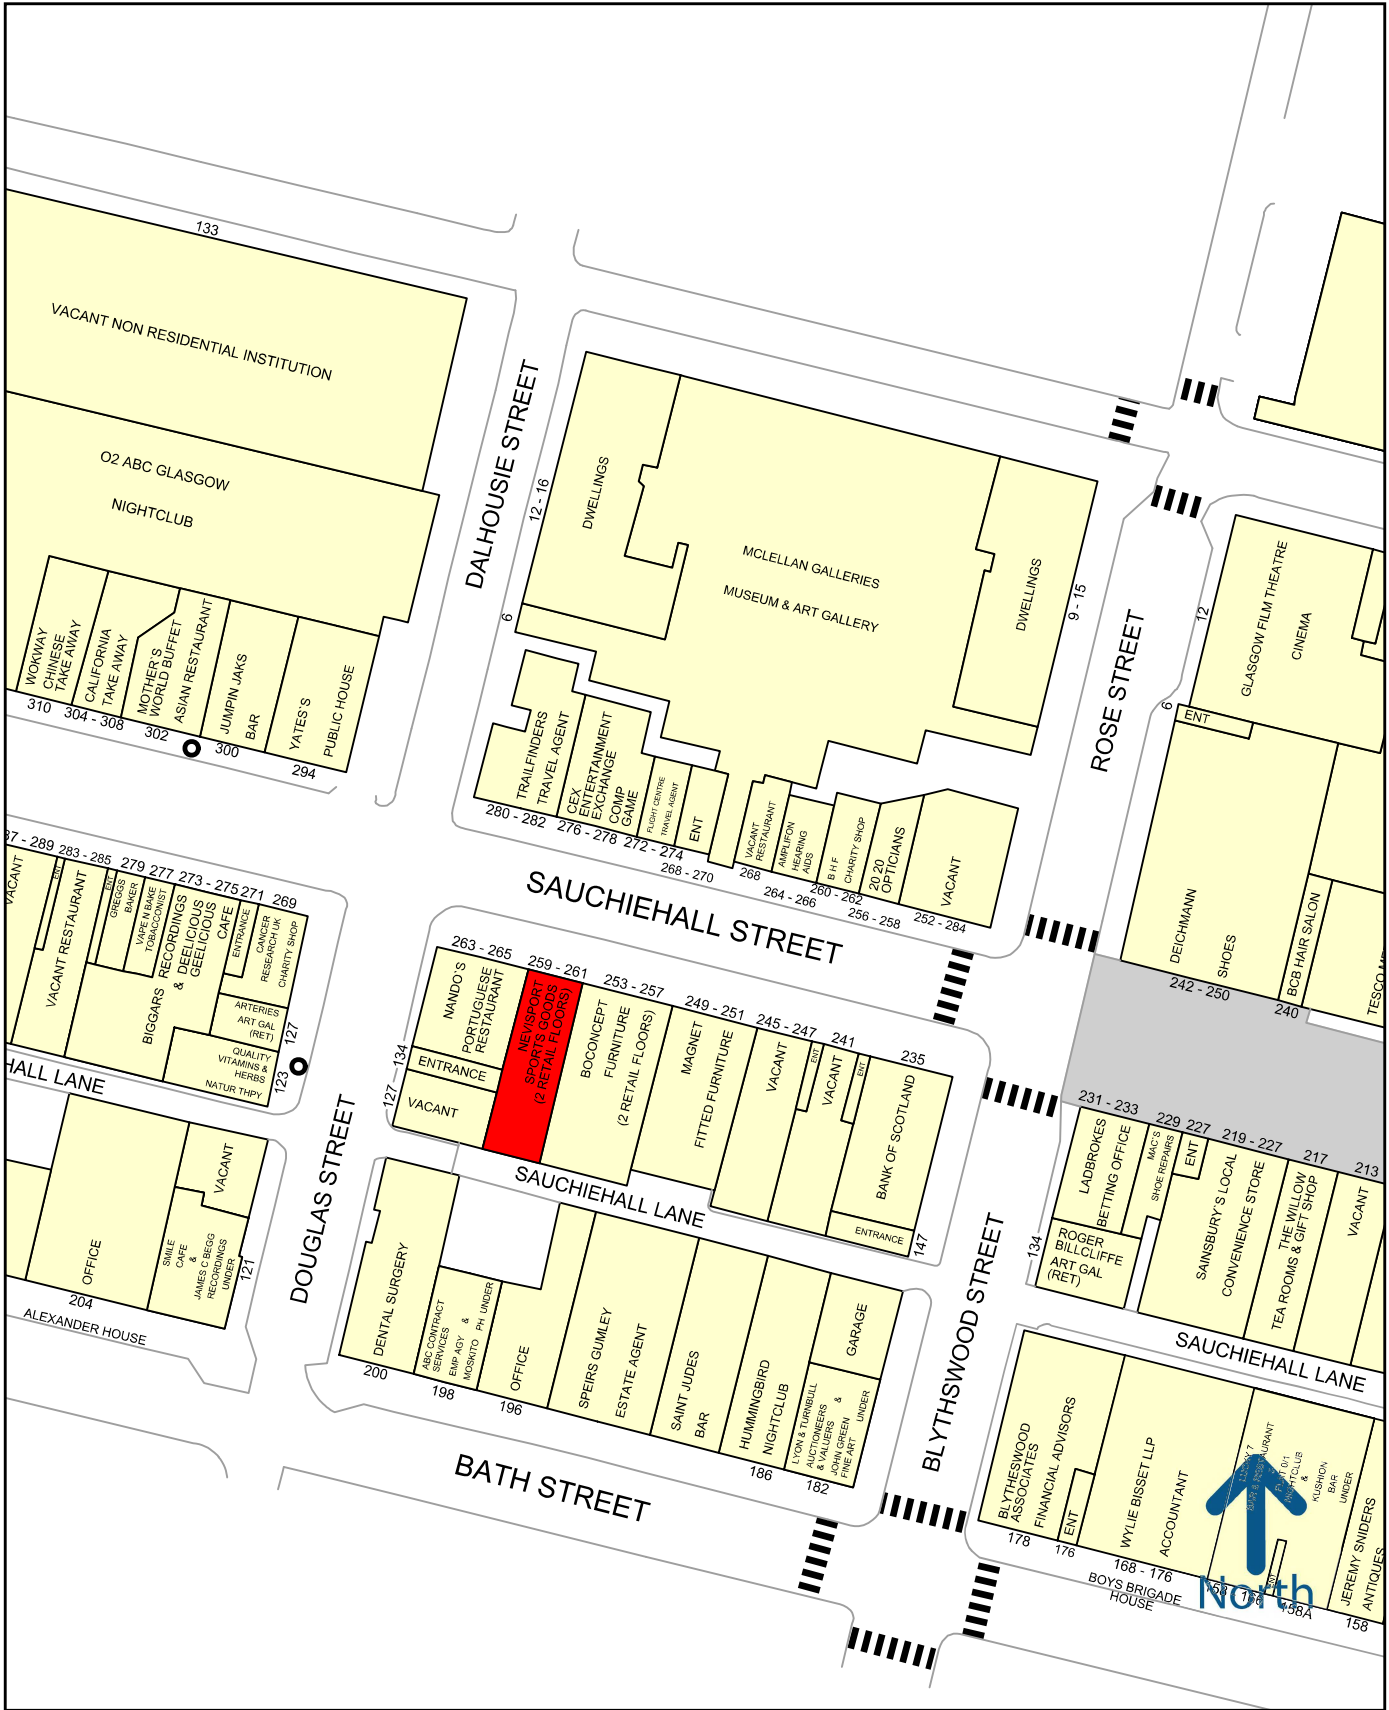 133
VACANT NON RESIDENTIAL INSTITUTION
O2 ABC GLASGOW
NIGHTCLUB
WOKWAY
CHINESE
TAKE AWAY
CALIFORNIA
TAKE AWAY
MOTHER'S
WORLD BUFFET
ASIAN RESTAURANT
JUMPIN JAKS
BAR
YATES'S
PUBLIC HOUSE
310
304 - 308
302
300
294
DALHOUSIE STREET
12 - 16
6
DWELLINGS
MCLELLAN GALLERIES
MUSEUM & ART GALLERY
DWELLINGS
9 - 15
ROSE STREET
12
GLASGOW FILM THEATRE
CINEMA
6
ENT
DEICHMANN
SHOES
BCB HAIR SALON
242 - 250
240
TRAILFINDERS
TRAVEL AGENT
CEX
ENTERTAINMENT
EXCHANGE
COMP
GAME
FLIGHT CENTRE
TRAVEL AGENT
ENT
VACANT
RESTAURANT
AMPLIFON
HEARING
AIDS
B H F
CHARITY SHOP
20 20
OPTICIANS
VACANT
280 - 282
276 - 278
272 - 274
268 - 270
268
264 - 266
260 - 262
256 - 258
252 - 284
SAUCHIEHALL STREET
37 - 289
283 - 285
279
277
273 - 275
271
269
VACANT
ENT
VACANT RESTAURANT
ENT
GREGGS
BAKER
VAPE N BAKE
TOBACCONIST
BIGGARS RECORDINGS
& DELICIOUS
GEELICIOUS
CAFE
ENTRANCE
CANCER
RESEARCH UK
CHARITY SHOP
ARTERIES
ART GAL
(RET)
127
QUALITY
VITAMINS &
HERBS
NATUR THPY
123
HALL LANE
263 - 265
259 - 261
253 - 257
249 - 251
245 - 247
241
235
NANDO'S
PORTUGUESE
RESTAURANT
ENTRANCE
VACANT
127 - 134
NEVISPORT
SPORTS GOODS
(2 RETAIL FLOORS)
BOCONCEPT
FURNITURE
(2 RETAIL FLOORS)
MAGNET
FITTED FURNITURE
VACANT
ENT
VACANT
ENT
BANK OF SCOTLAND
ENTRANCE
147
SAUCHIEHALL LANE
231 - 233
229
227
219 - 227
217
213
LADBROKES
BETTING OFFICE
MAC'S
SHOE REPAIRS
ENT
SAINSBURY'S LOCAL
CONVENIENCE STORE
THE WILLOW
TEA ROOMS & GIFT SHOP
VACANT
134
ROGER
BILLCLIFFE
ART GAL
(RET)
SAUCHIEHALL LANE
DOUGLAS STREET
OFFICE
VACANT
SMILE
CAFE
&
JAMES C BEGG
RECORDINGS
UNDER
121
204
ALEXANDER HOUSE
DENTAL SURGERY
ABC CONTRACT
SERVICES
EMP AGY &
MOSKITO PH UNDER
OFFICE
SPEIRS GUMLEY
ESTATE AGENT
SAINT JUDES
BAR
HUMMINGBIRD
NIGHTCLUB
GARAGE
LYON & TURNBULL
AUCTIONEERS
& VALUERS &
JOHN GREEN
FINE ART UNDER
200
198
196
186
182
BATH STREET
BLYTHSWOOD STREET
BLYTHESWOOD
ASSOCIATES
FINANCIAL ADVISORS
ENT
WYLIE BISSET LLP
ACCOUNTANT
NIGHTCLUB
&
KUSHION
BAR
UNDER
JEREMY SNIDERS
ANTIQUES
178
176
168 - 176
BOYS BRIGADE
HOUSE
158A
158
North